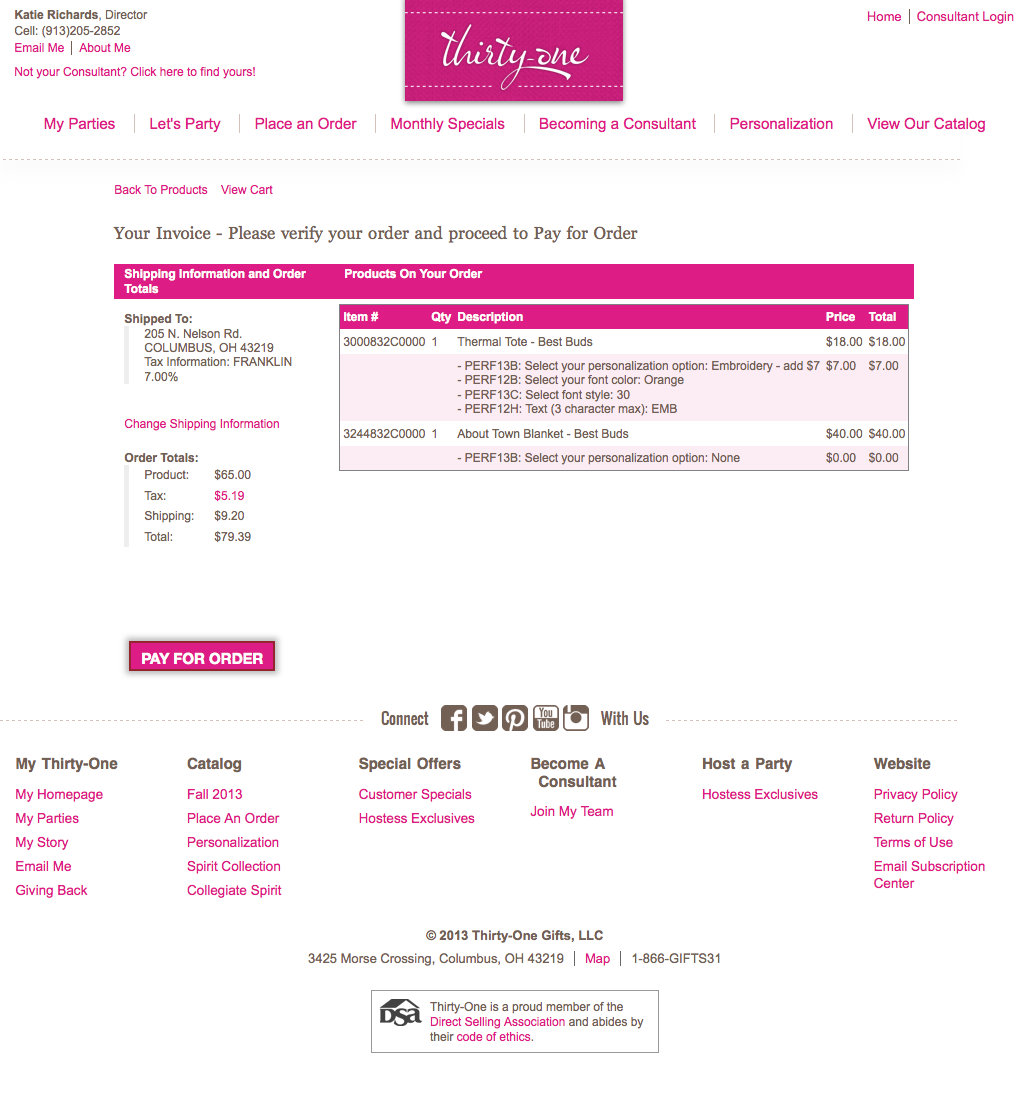 Katie Richards, Director
Cell: (913)205-2852
Email Me | About Me
Not your Consultant? Click here to find yours!
thirty-one
Home | Consultant Login
My Parties | Let's Party | Place an Order | Monthly Specials | Becoming a Consultant | Personalization | View Our Catalog
Back To Products View Cart
Your Invoice - Please verify your order and proceed to Pay for Order
Shipping Information and Order
Totals
Products On Your Order
Shipped To:
205 N. Nelson Rd.
COLUMBUS, OH 43219
Tax Information: FRANKLIN
7.00%
Change Shipping Information
Order Totals:
Product: $65.00
Tax: $5.19
Shipping: $9.20
Total: $79.39
Item # Qty Description Price Total
3000832C0000 1 Thermal Tote - Best Buds $18.00 $18.00
- PERF13B: Select your personalization option: Embroidery - add $7 $7.00 $7.00
- PERF12B: Select your font color: Orange
- PERF13C: Select font style: 30
- PERF12H: Text (3 character max): EMB
3244832C0000 1 About Town Blanket - Best Buds $40.00 $40.00
- PERF13B: Select your personalization option: None $0.00 $0.00
PAY FOR ORDER
Connect You Tube With Us
My Thirty-One
My Homepage
My Parties
My Story
Email Me
Giving Back
Catalog
Fall 2013
Place An Order
Personalization
Spirit Collection
Collegiate Spirit
Special Offers
Customer Specials
Hostess Exclusives
Become A
Consultant
Join My Team
Host a Party
Hostess Exclusives
Website
Privacy Policy
Return Policy
Terms of Use
Email Subscription
Center
© 2013 Thirty-One Gifts, LLC
3425 Morse Crossing, Columbus, OH 43219 | Map | 1-866-GIFTS31
DSA
Thirty-One is a proud member of the
Direct Selling Association and abides by
their code of ethics.